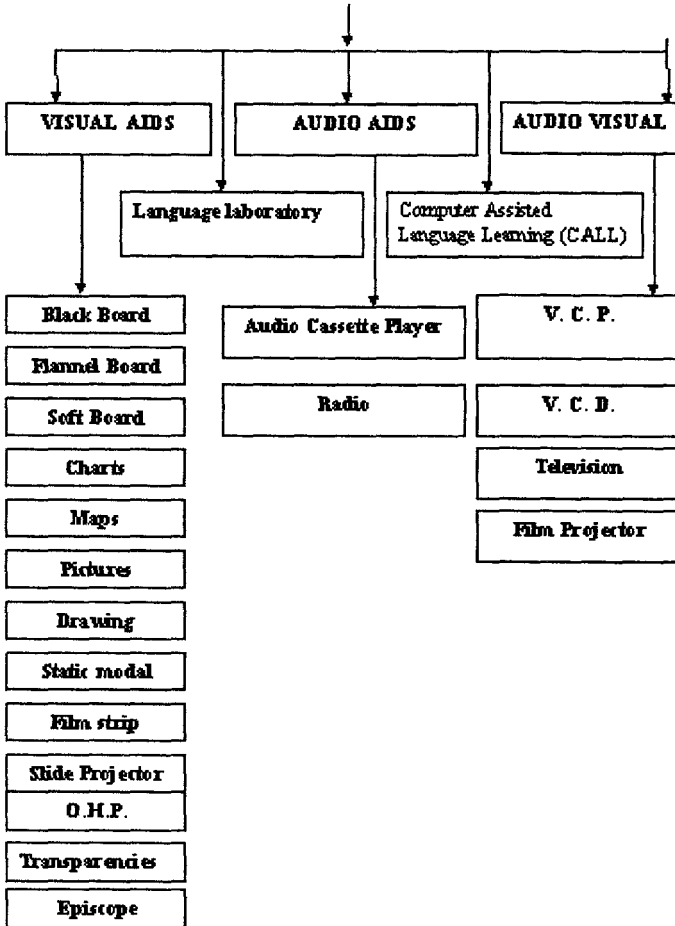 VISUAL AIDS
AUDIO AIDS
AUDIO VISUAL
Language laboratory
Computer Assisted
Language Learning (CALL)
Black Board
Flannel Board
Soft Board
Charts
Maps
Pictures
Drawing
Static modal
Film strip
Slide Projector
O.H.P.
Transparencies
Episcope
Audio Cassette Player
Radio
V. C. P.
V. C. D.
Television
Film Projector